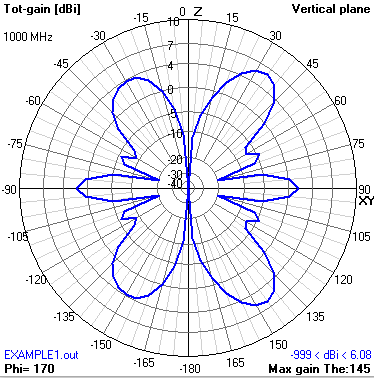 Tot-gain [dBi]
Vertical plane
1000 MHz
0 Z
-15 15
-30 30
-45 45
-60 60
-75 75
-90 90
XY
-105 105
-120 120
-135 135
-150 150
-165 165
-180
10
7
4
0
-5
-10
-20
-30
-40
EXAMPLE1.out
-999 < dBi < 6.08
Phi= 170
Max gain The:145